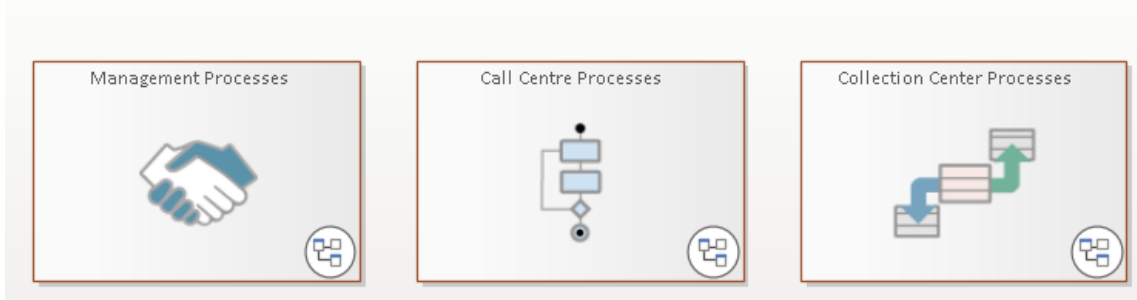 Management Processes
Call Centre Processes
Collection Center Processes